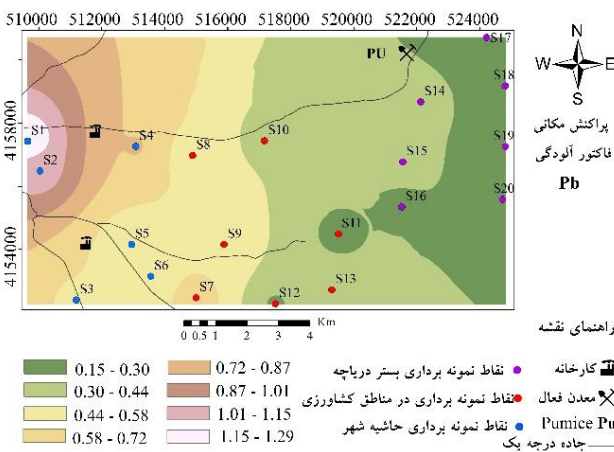 510000 512000 514000 516000 518000 520000 522000 524000
4158000
4154000
S17
PU
S18
S14
S1
S4
S10
S19
S8
S2
S15
S20
S16
S11
S5
S9
S6
S13
S7
S3
S12
N
W E
S
پراکنش مکانی
فاکتور آلودگی
Pb
0 0.5 1 2 3 4 Km
راهنمای نقشه
0.15 - 0.30
0.30 - 0.44
0.44 - 0.58
0.58 - 0.72
0.72 - 0.87
0.87 - 1.01
1.01 - 1.15
1.15 - 1.29
نقاط نمونه برداری بستر دریاچه
نقاط نمونه برداری در مناطق کشاورزی
نقاط نمونه برداری حاشیه شهر
کارخانه
معدن فعال
Pumice Pu
جاده درجه یک